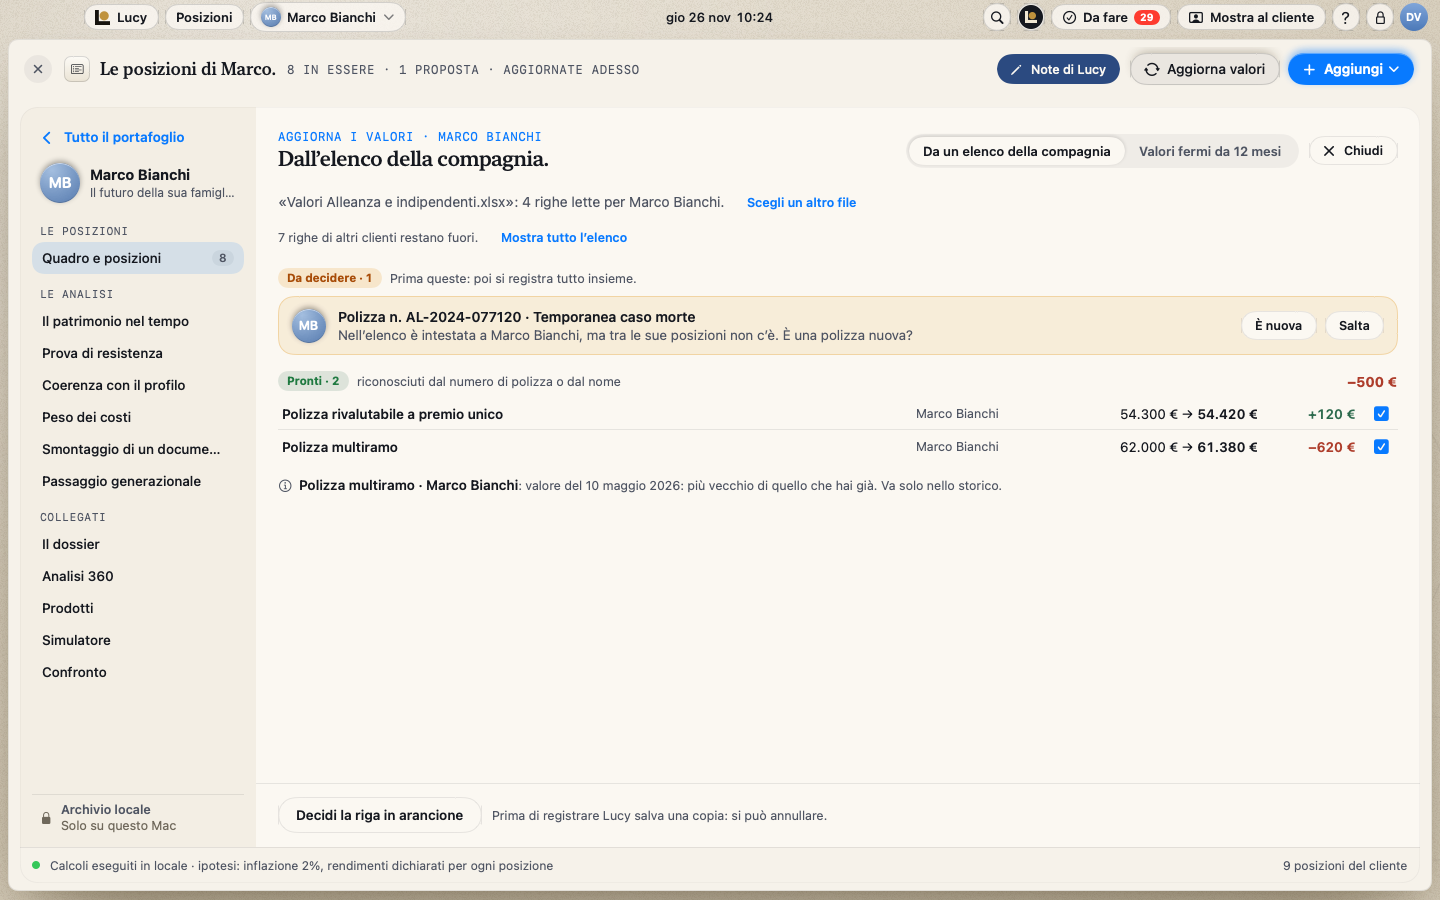 Lucy
Posizioni
MB Marco Bianchi
gio 26 nov 10:24
Da fare 29
Mostra al cliente
?
DV
Le posizioni di Marco.
8 IN ESSERE · 1 PROPOSTA · AGGIORNATE ADESSO
Note di Lucy
Aggiorna valori
Aggiungi
Tutto il portafoglio
MB
Marco Bianchi
Il futuro della sua famigl...
LE POSIZIONI
Quadro e posizioni 8
LE ANALISI
Il patrimonio nel tempo
Prova di resistenza
Coerenza con il profilo
Peso dei costi
Smontaggio di un docume...
Passaggio generazionale
COLLEGATI
Il dossier
Analisi 360
Prodotti
Simulatore
Confronto
Archivio locale
Solo su questo Mac
AGGIORNA I VALORI · MARCO BIANCHI
Dall'elenco della compagnia.
Da un elenco della compagnia
Valori fermi da 12 mesi
Chiudi
«Valori Alleanza e indipendenti.xlsx»: 4 righe lette per Marco Bianchi. Scegli un altro file
7 righe di altri clienti restano fuori. Mostra tutto l'elenco
Da decidere · 1 Prima queste: poi si registra tutto insieme.
MB
Polizza n. AL-2024-077120 · Temporanea caso morte
Nell'elenco è intestata a Marco Bianchi, ma tra le sue posizioni non c'è. È una polizza nuova?
È nuova
Salta
Pronti · 2 riconosciuti dal numero di polizza o dal nome −500 €
Polizza rivalutabile a premio unico Marco Bianchi 54.300 € → 54.420 € +120 €
Polizza multiramo Marco Bianchi 62.000 € → 61.380 € −620 €
Polizza multiramo · Marco Bianchi: valore del 10 maggio 2026: più vecchio di quello che hai già. Va solo nello storico.
Decidi la riga in arancione
Prima di registrare Lucy salva una copia: si può annullare.
Calcoli eseguiti in locale · ipotesi: inflazione 2%, rendimenti dichiarati per ogni posizione
9 posizioni del cliente